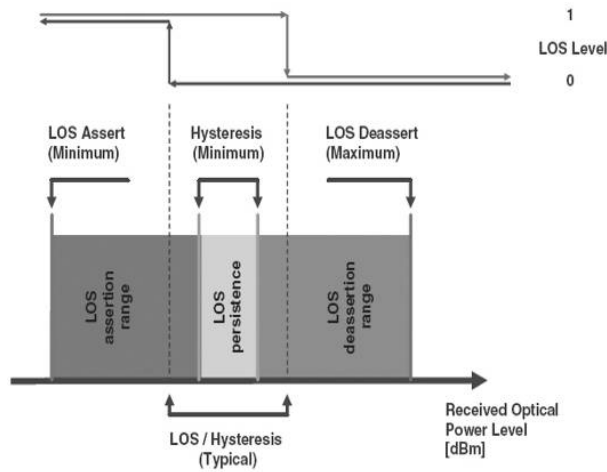 1
LOS Level
0
LOS Assert
(Minimum)
Hysteresis
(Minimum)
LOS Deassert
(Maximum)
LOS
assertion
range
LOS
persistence
LOS
deassertion
range
LOS / Hysteresis
(Typical)
Received Optical
Power Level
[dBm]